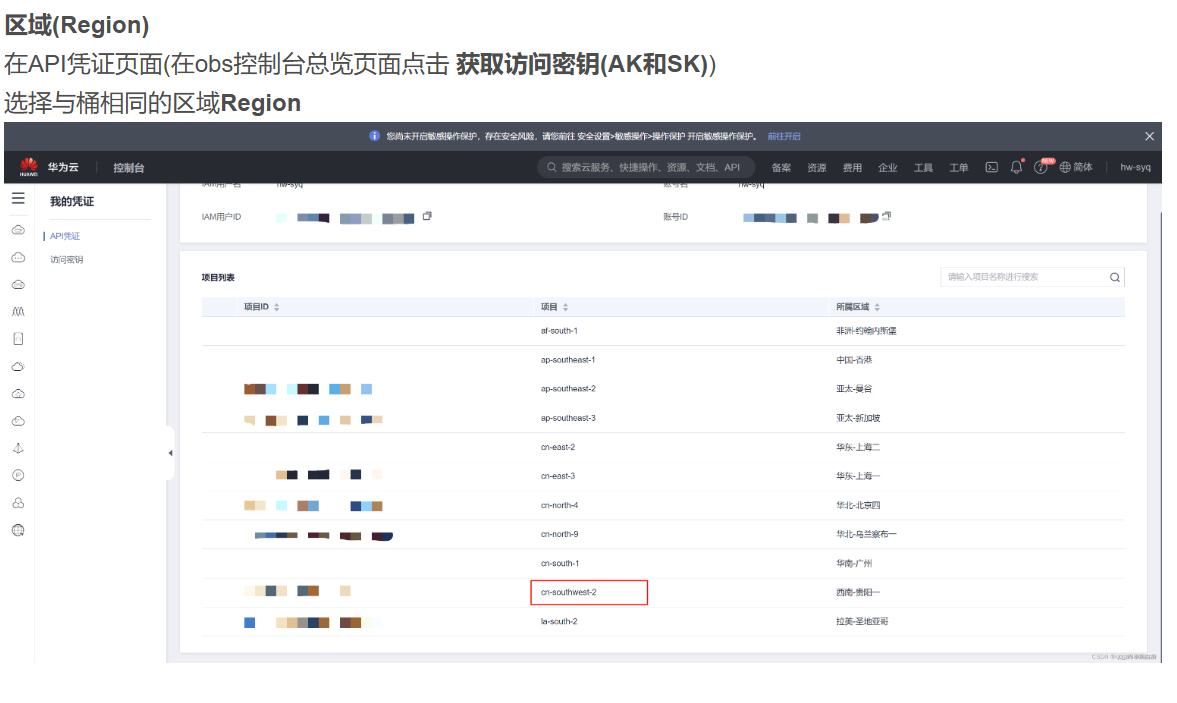 区域(Region)
在API凭证页面(在obs控制台总览页面点击 获取访问密钥(AK和SK))
选择与桶相同的区域Region
您尚未开启敏感操作保护，存在安全风险，请您前往 安全设置>敏感操作>操作保护 开启敏感操作保护。 前往开启
HUAWEI 华为云 控制台 搜索云服务、快捷操作、资源、文档、API 备案 资源 费用 企业 工具 工单 NEW 简体 hw-syq
我的凭证
API凭证
访问密钥
IAM用户名 hw-syq 账号名 hw-syq
IAM用户ID 账号ID
项目列表 请输入项目名称进行搜索
项目ID 项目 所属区域
af-south-1 非洲-约翰内斯堡
ap-southeast-1 中国-香港
ap-southeast-2 亚太-曼谷
ap-southeast-3 亚太-新加坡
cn-east-2 华东-上海二
cn-east-3 华东-上海一
cn-north-4 华北-北京四
cn-north-9 华北-乌兰察布一
cn-south-1 华南-广州
cn-southwest-2 西南-贵阳一
la-south-2 拉美-圣地亚哥